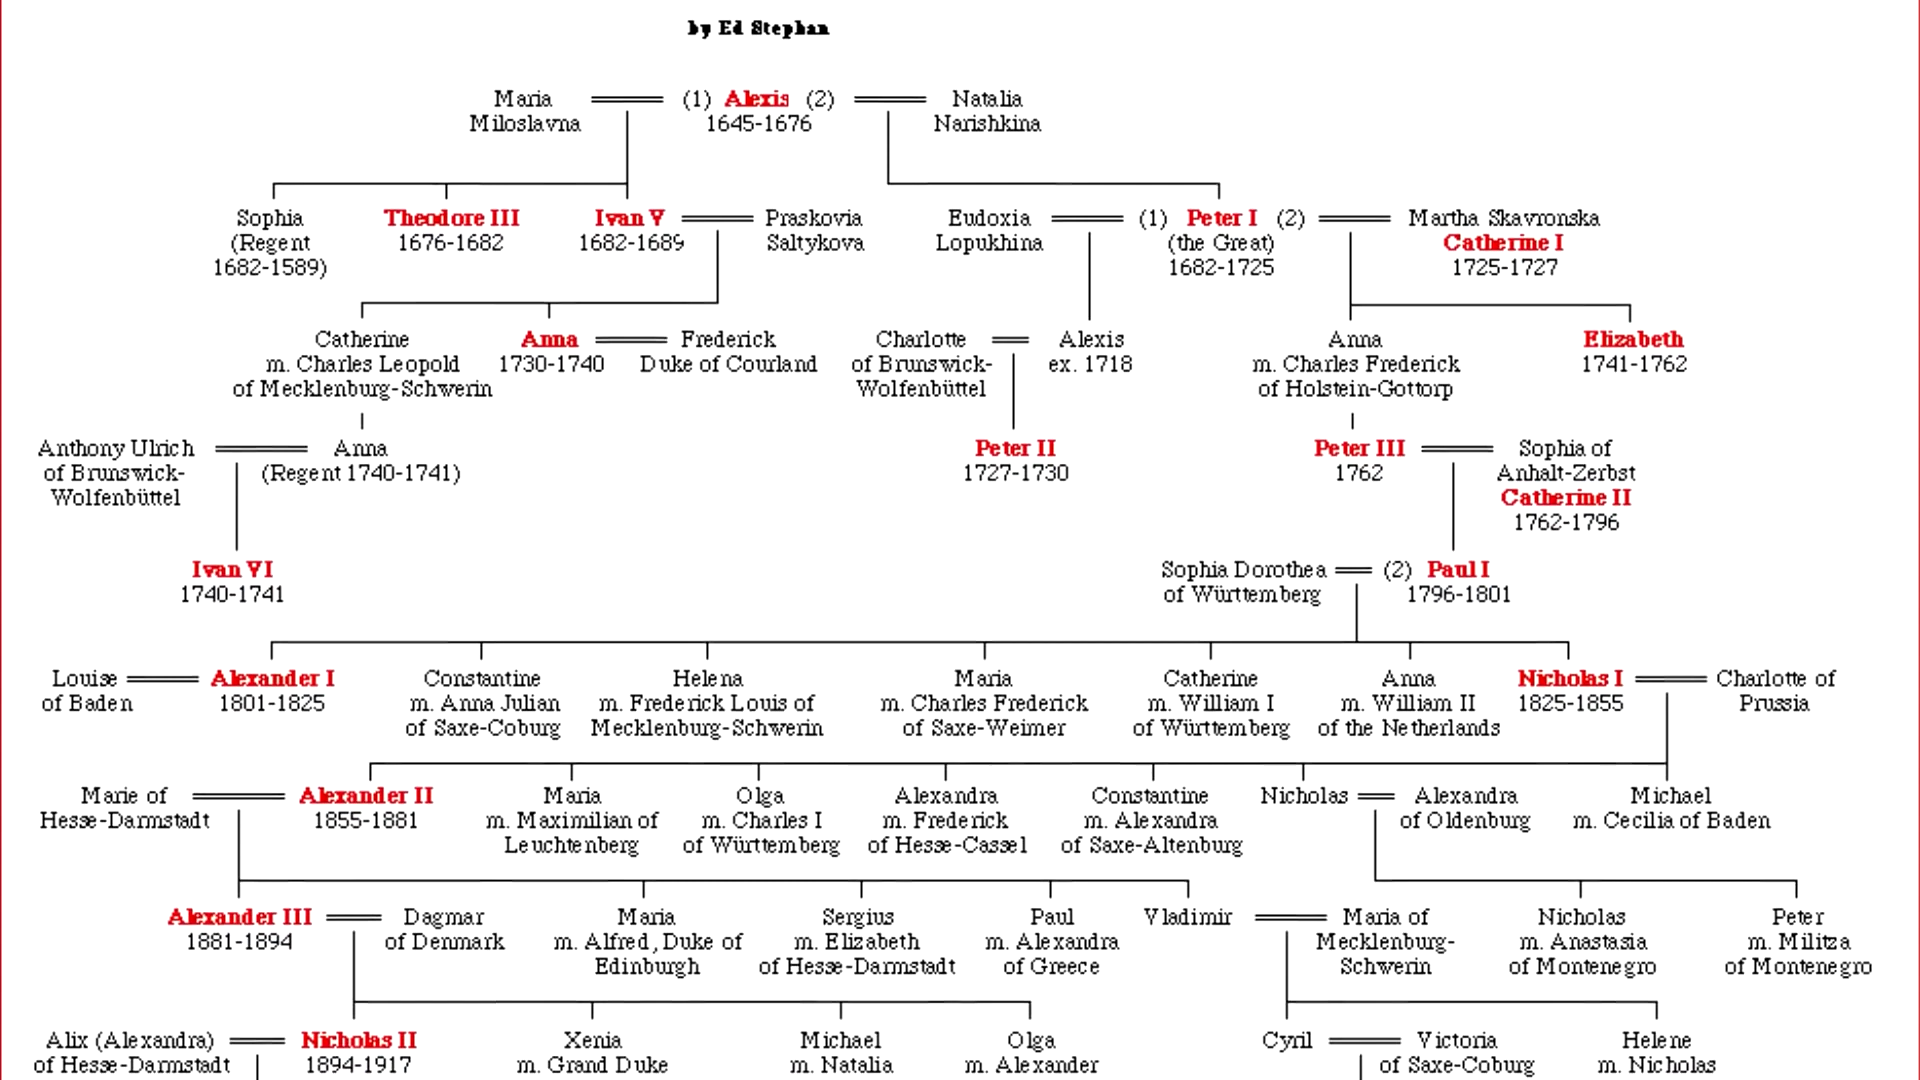 by Ed Stephan
Maria (1) Alexis (2) Natalia
Miloslavna 1645-1676 Narishkina
Sophia Theodore III Ivan V Praskovia Eudoxia (1) Peter I (2) Martha Skavronska
(Regent 1676-1682 1682-1689 Saltykova Lopukhina (the Great) Catherine I
1682-1589) 1682-1725 1725-1727
Catherine Anna Frederick Charlotte Alexis Anna Elizabeth
m. Charles Leopold 1730-1740 Duke of Courland of Brunswick- ex. 1718 m. Charles Frederick 1741-1762
of Mecklenburg-Schwerin Wolfenbüttel of Holstein-Gottorp
Anthony Ulrich Anna Peter II Peter III Sophia of
of Brunswick- (Regent 1740-1741) 1727-1730 1762 Anhalt-Zerbst
Wolfenbüttel Catherine II
1762-1796
Ivan VI Sophia Dorothea (2) Paul I
1740-1741 of Württemberg 1796-1801
Louise Alexander I Constantine Helena Maria Catherine Anna Nicholas I Charlotte of
of Baden 1801-1825 m. Anna Julian m. Frederick Louis of m. Charles Frederick m. William I m. William II 1825-1855 Prussia
of Saxe-Coburg Mecklenburg-Schwerin of Saxe-Weimer of Württemberg of the Netherlands
Marie of Alexander II Maria Olga Alexandra Constantine Nicholas Alexandra Michael
Hesse-Darmstadt 1855-1881 m. Maximilian of m. Charles I m. Frederick m. Alexandra of Oldenburg m. Cecilia of Baden
Leuchtenberg of Württemberg of Hesse-Cassel of Saxe-Altenburg
Alexander III Dagmar Maria Sergius Paul Vladimir Maria of Nicholas Peter
1881-1894 of Denmark m. Alfred, Duke of m. Elizabeth m. Alexandra Mecklenburg- m. Anastasia m. Militza
Edinburgh of Hesse-Darmstadt of Greece Schwerin of Montenegro of Montenegro
Alix (Alexandra) Nicholas II Xenia Michael Olga Cyril Victoria Helene
of Hesse-Darmstadt 1894-1917 m. Grand Duke m. Natalia m. Alexander of Saxe-Coburg m. Nicholas